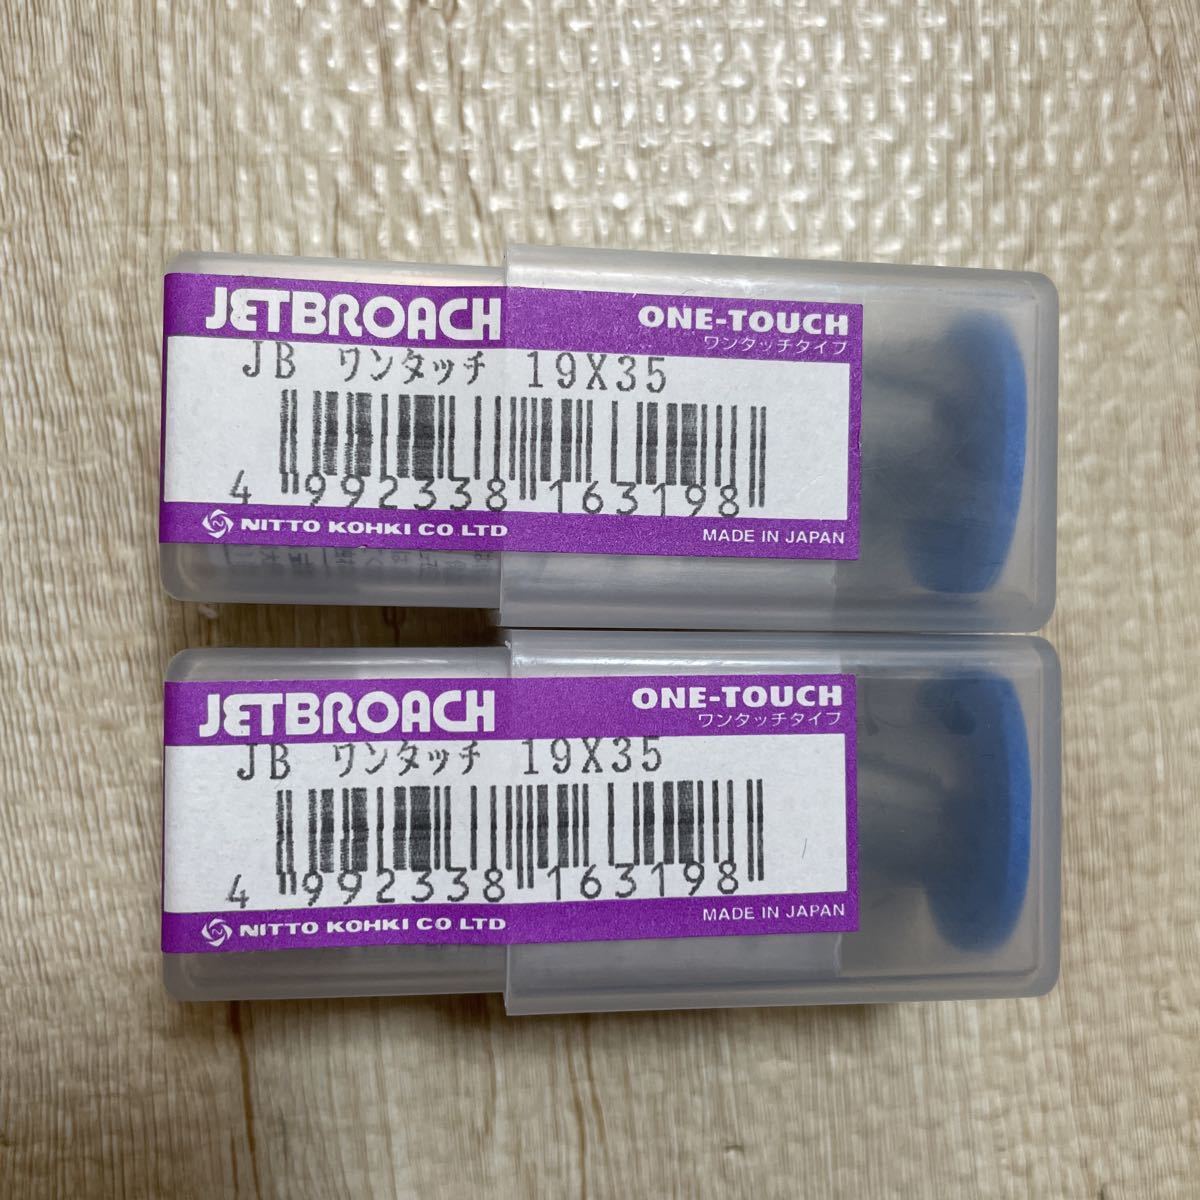 JETBROACH
ONE-TOUCH
ワンタッチタイプ
JB ワンタッチ 19X35
4 992338 163198
NITTO KOHKI CO LTD
MADE IN JAPAN
JETBROACH
ONE-TOUCH
ワンタッチタイプ
JB ワンタッチ 19X35
4 992338 163198
NITTO KOHKI CO LTD
MADE IN JAPAN